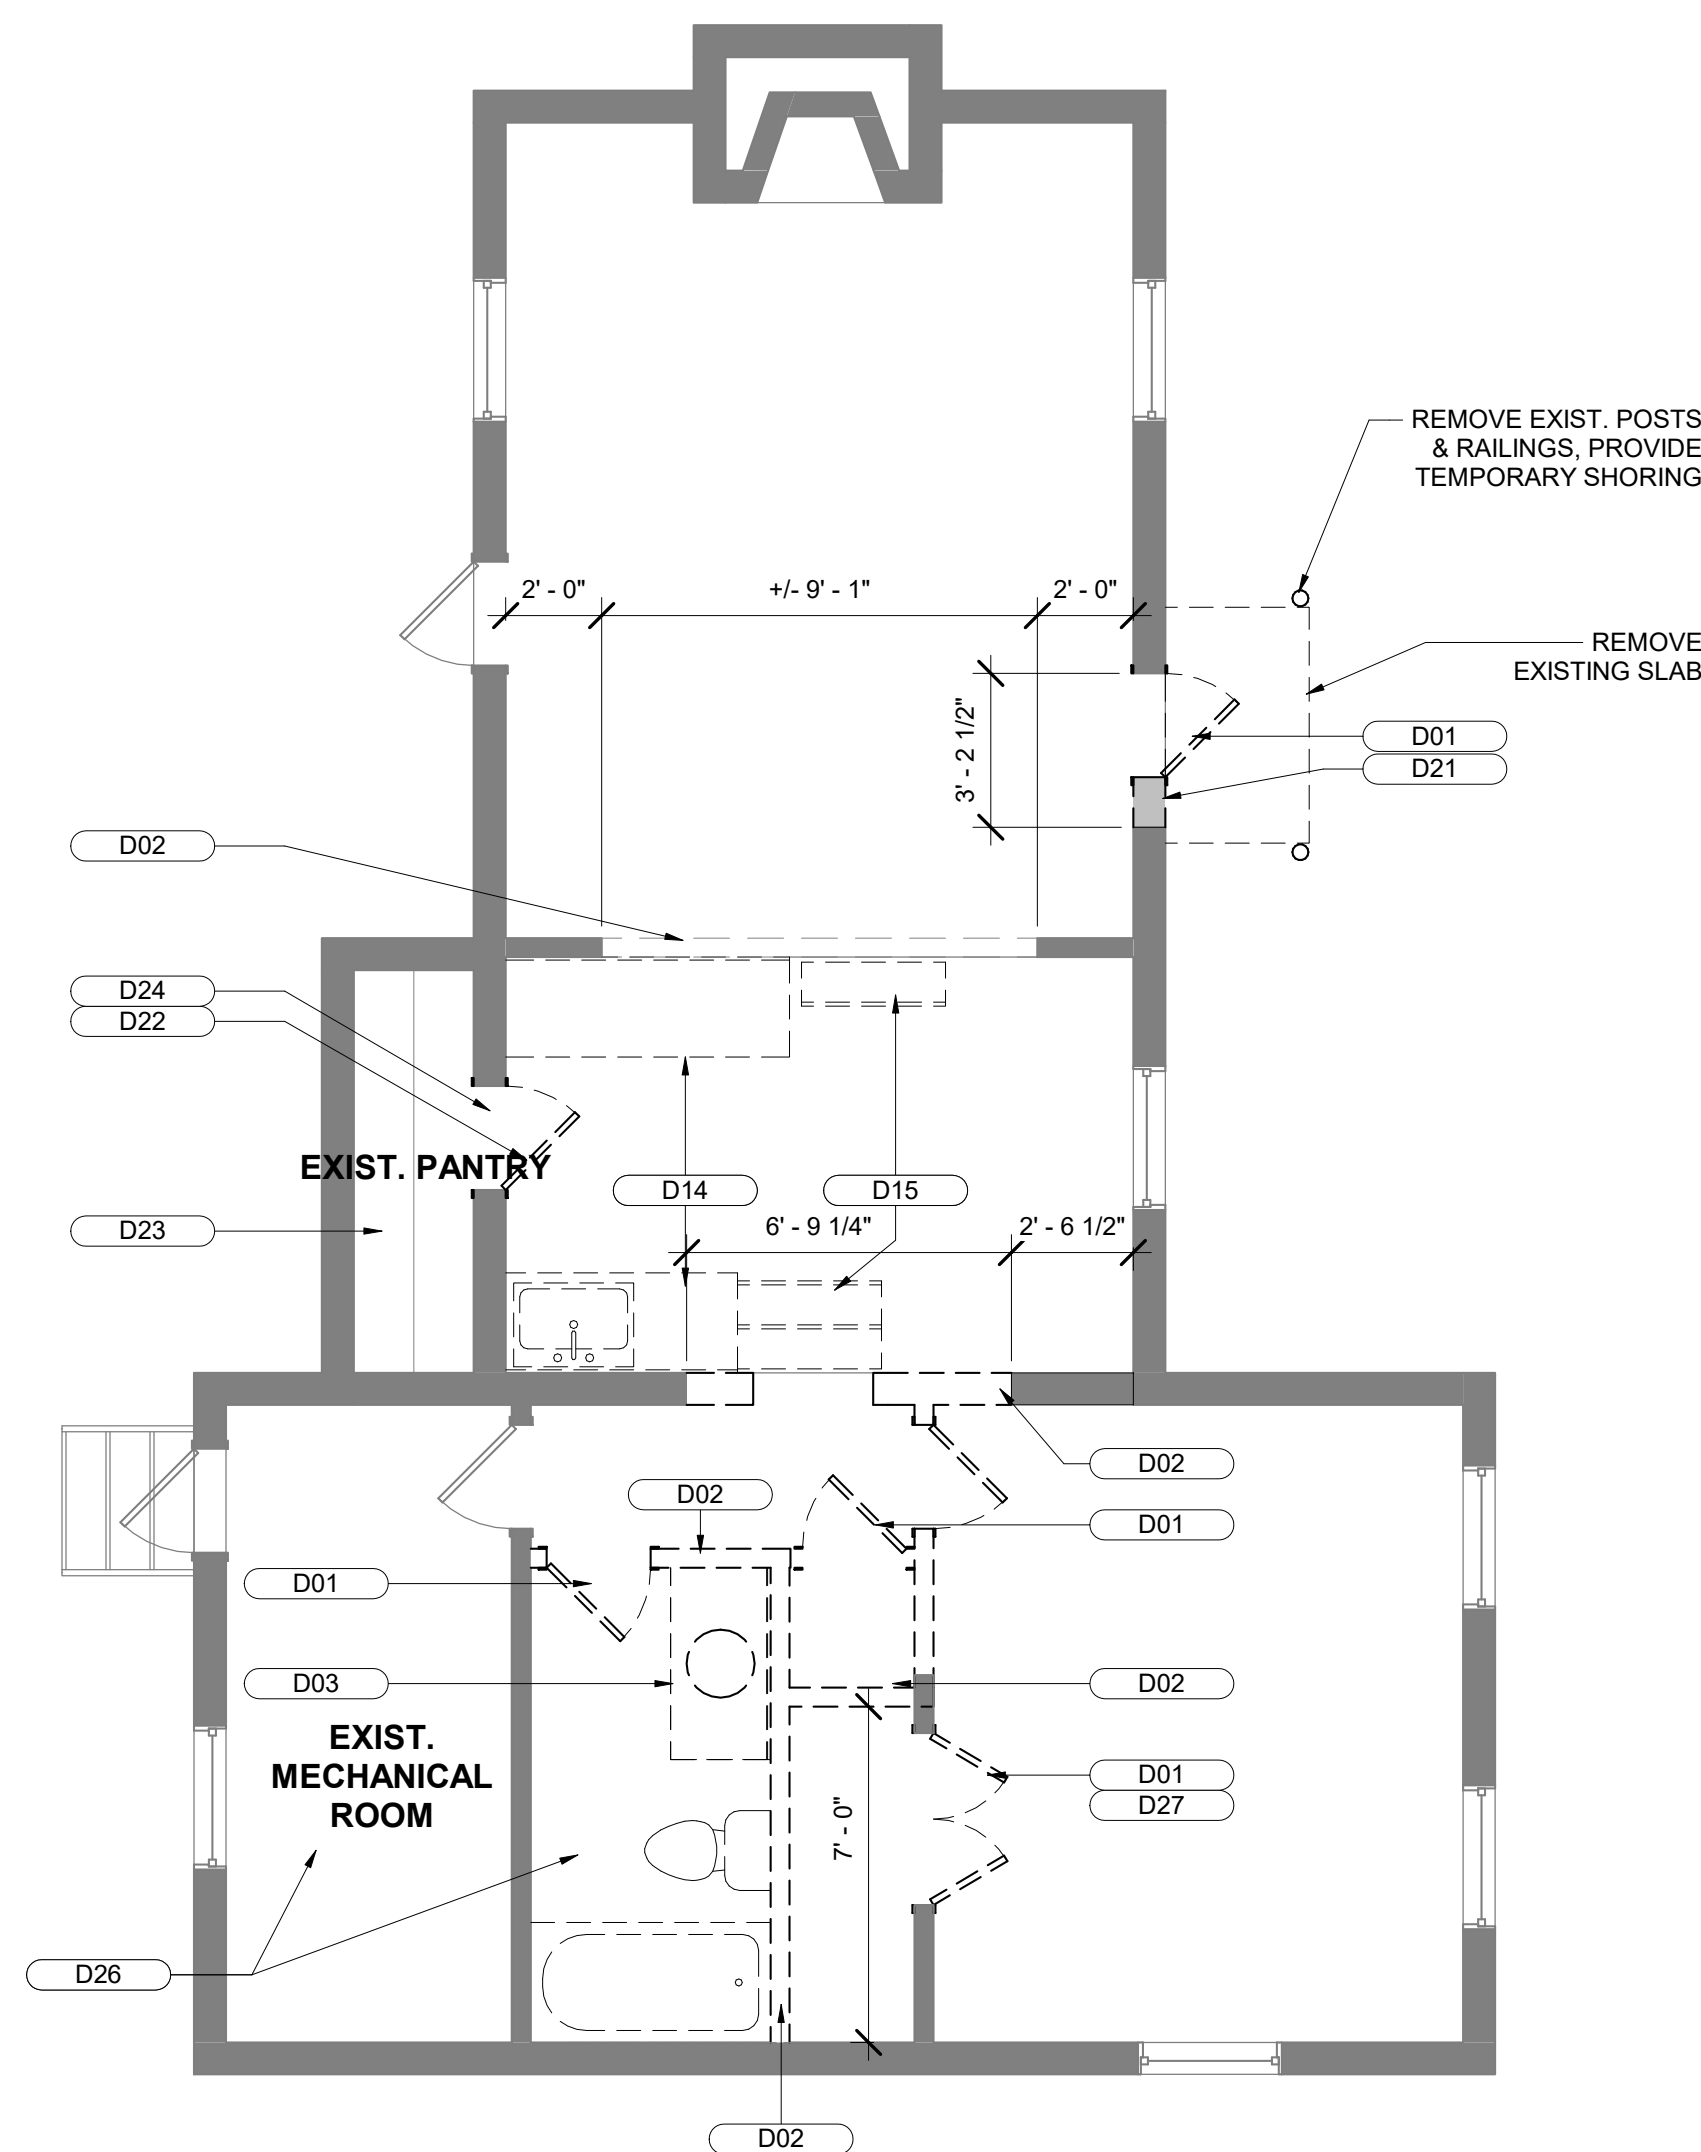 REMOVE EXIST. POSTS
& RAILINGS, PROVIDE
TEMPORARY SHORING
2' - 0"
+/- 9' - 1"
2' - 0"
REMOVE
EXISTING SLAB
3' - 2 1/2"
D01
D21
D02
D24
D22
EXIST. PANTRY
D14
D15
D23
6' - 9 1/4"
2' - 6 1/2"
D02
D02
D01
D01
D03
D02
EXIST.
MECHANICAL
ROOM
D01
D27
7' - 0"
D26
D02